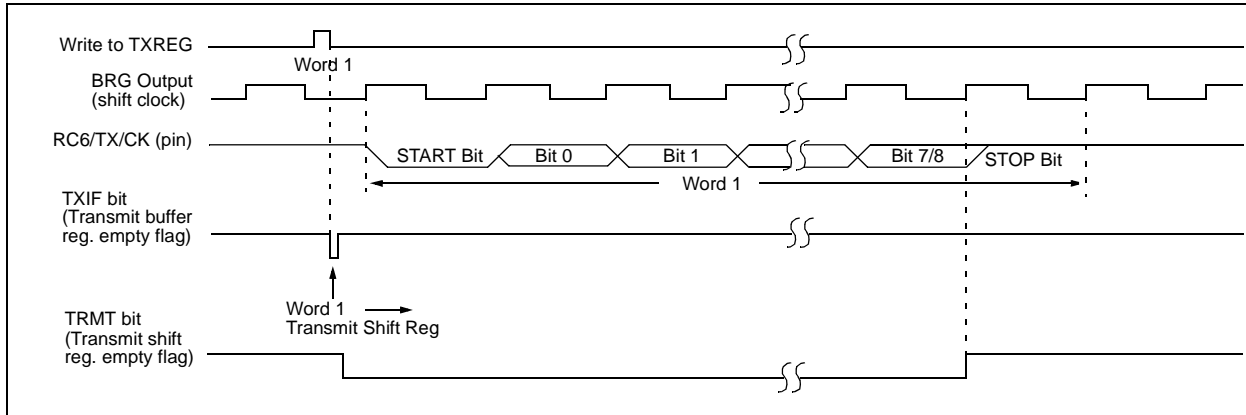 Write to TXREG
Word 1
BRG Output
(shift clock)
RC6/TX/CK (pin)
START Bit
Bit 0
Bit 1
Bit 7/8
STOP Bit
Word 1
TXIF bit
(Transmit buffer
reg. empty flag)
Word 1
Transmit Shift Reg
TRMT bit
(Transmit shift
reg. empty flag)